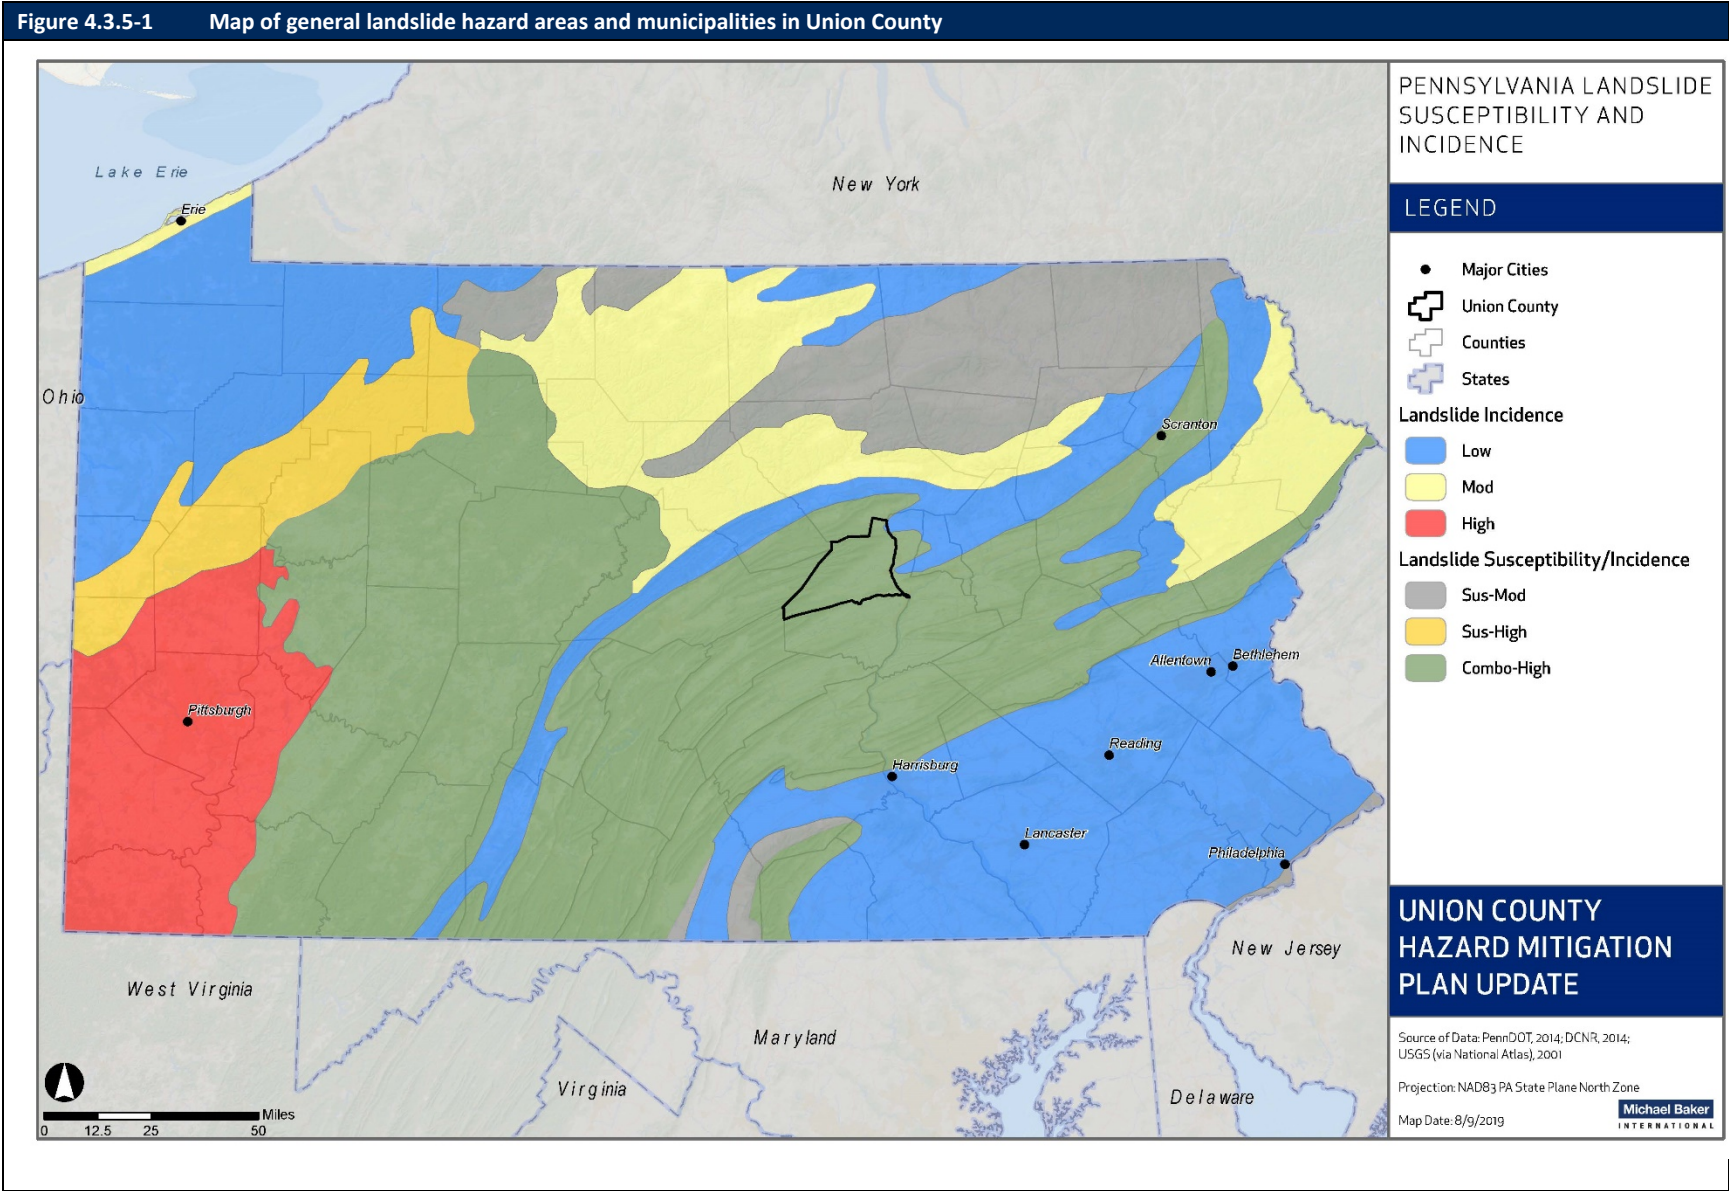 Figure 4.3.5-1 Map of general landslide hazard areas and municipalities in Union County
PENNSYLVANIA LANDSLIDE
SUSCEPTIBILITY AND
INCIDENCE
LEGEND
Major Cities
Union County
Counties
States
Landslide Incidence
Low
Mod
High
Landslide Susceptibility/Incidence
Sus-Mod
Sus-High
Combo-High
UNION COUNTY
HAZARD MITIGATION
PLAN UPDATE
Source of Data: PennDOT, 2014; DCNR, 2014;
USGS (via National Atlas), 2001
Projection: NAD83 PA State Plane North Zone
Map Date: 8/9/2019
Michael Baker
INTERNATIONAL
Lake Erie
New York
Erie
Ohio
Scranton
Allentown
Bethlehem
Pittsburgh
Reading
Harrisburg
Lancaster
Philadelphia
New Jersey
West Virginia
Maryland
Virginia
Delaware
Miles
0 12.5 25 50